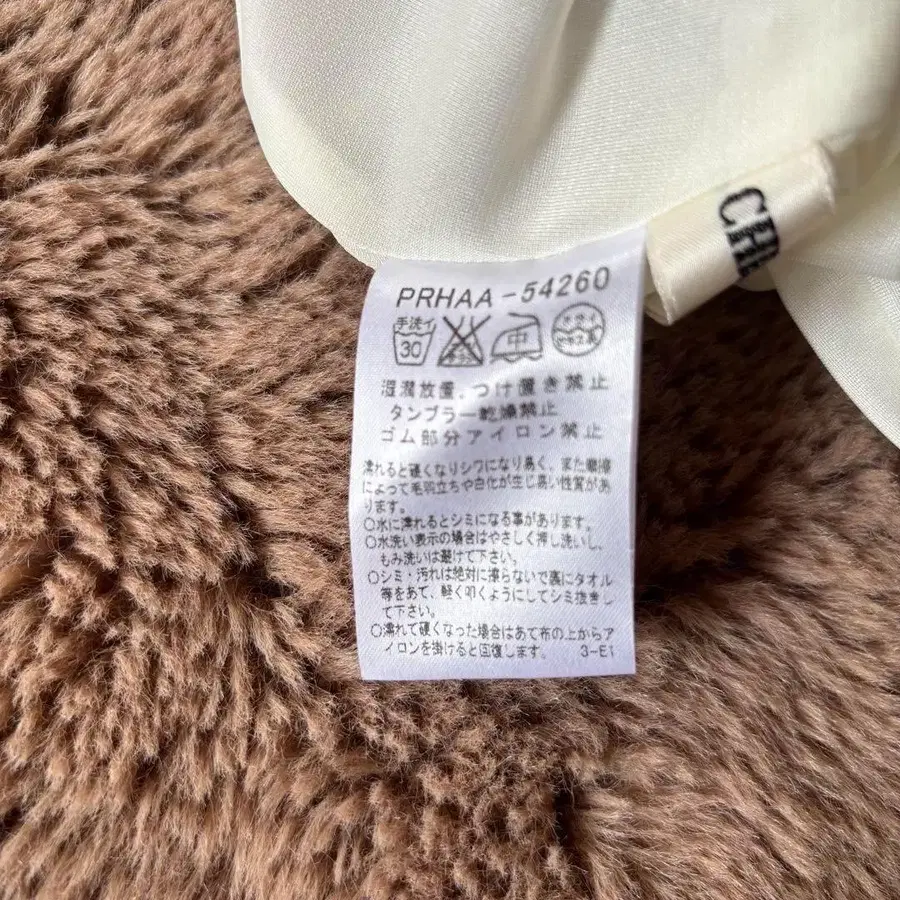 CHR
PRHAA-54260
手洗イ
30
中
湿潤放置、つけ置き禁止
タンブラー乾燥禁止
ゴム部分アイロン禁止
濡れると硬くなりシワになり易く、また摩擦
によって毛羽立ちや白化が生じ易い性質があ
ります。
○水に濡れるとシミになる事があります。
○水洗い表示の場合はやさしく押し洗いし、
もみ洗いは避けて下さい。
○シミ・汚れは絶対に擦らないで裏にタオル
等をあて、軽く叩くようにしてシミ抜きし
て下さい。
○濡れて硬くなった場合はあて布の上からア
イロンを掛けると回復します。 3-E1